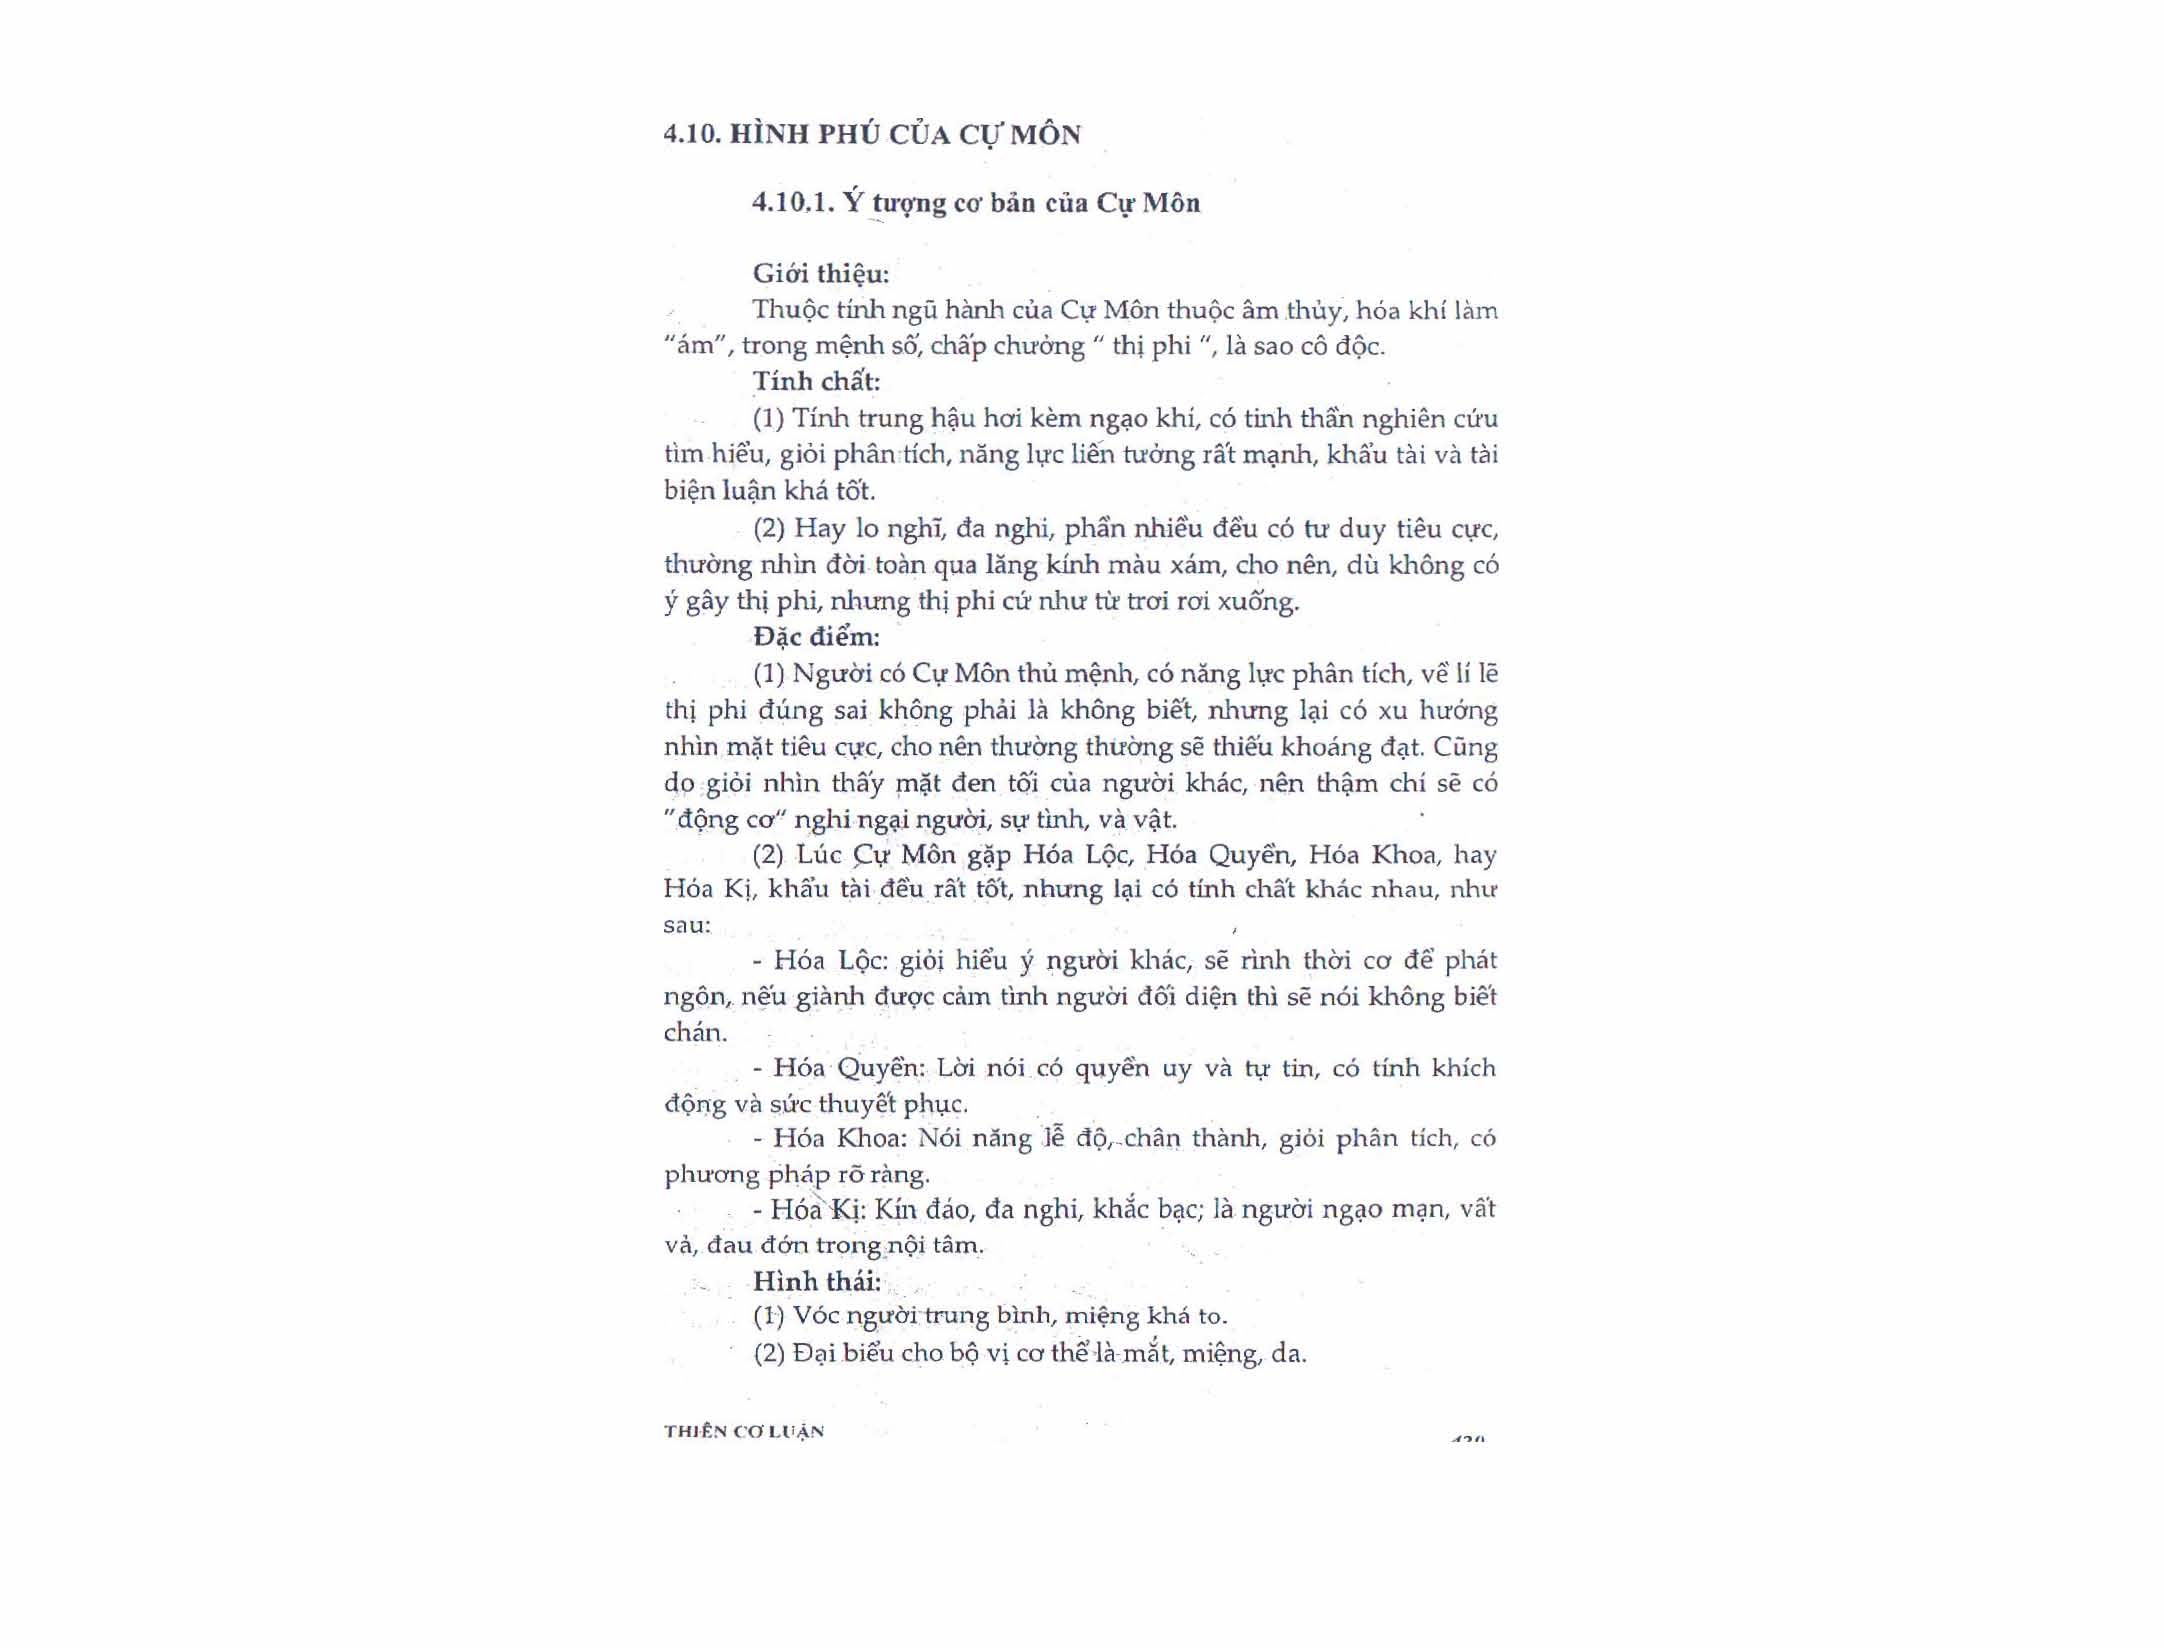 4.10. HÌNH PHÚ CỦA CỰ MÔN
4.10.1. Ý tượng cơ bản của Cự Môn
Giới thiệu:
Thuộc tính ngũ hành của Cự Môn thuộc âm thủy, hóa khí làm
"ám", trong mệnh số, chấp chưởng " thị phi ", là sao cô độc.
Tính chất:
(1) Tính trung hậu hơi kèm ngạo khí, có tinh thần nghiên cứu
tìm hiểu, giỏi phân tích, năng lực liên tưởng rất mạnh, khẩu tài và tài
biện luận khá tốt.
(2) Hay lo nghĩ, đa nghi, phần nhiều đều có tư duy tiêu cực,
thường nhìn đời toàn qua lăng kính màu xám, cho nên, dù không có
ý gây thị phi, nhưng thị phi cứ như từ trơi rơi xuống.
Đặc điểm:
(1) Người có Cự Môn thủ mệnh, có năng lực phân tích, về lí lẽ
thị phi đúng sai không phải là không biết, nhưng lại có xu hướng
nhìn mặt tiêu cực, cho nên thường thường sẽ thiếu khoáng đạt. Cũng
do giỏi nhìn thấy mặt đen tối của người khác, nên thậm chí sẽ có
"động cơ" nghi ngại người, sự tình, và vật.
(2) Lúc Cự Môn gặp Hóa Lộc, Hóa Quyền, Hóa Khoa, hay
Hóa Kị, khẩu tài đều rất tốt, nhưng lại có tính chất khác nhau, như
sau:
- Hóa Lộc: giỏi hiểu ý người khác, sẽ rình thời cơ để phát
ngôn, nếu giành được cảm tình người đối diện thì sẽ nói không biết
chán.
- Hóa Quyền: Lời nói có quyền uy và tự tin, có tính khích
động và sức thuyết phục.
- Hóa Khoa: Nói năng lễ độ, chân thành, giỏi phân tích, có
phương pháp rõ ràng.
- Hóa Kị: Kín đáo, đa nghi, khắc bạc; là người ngạo mạn, vất
vả, đau đớn trong nội tâm.
Hình thái:
(1) Vóc người trung bình, miệng khá to.
(2) Đại biểu cho bộ vị cơ thể là mắt, miệng, da.
THIÊN CƠ LUẬN